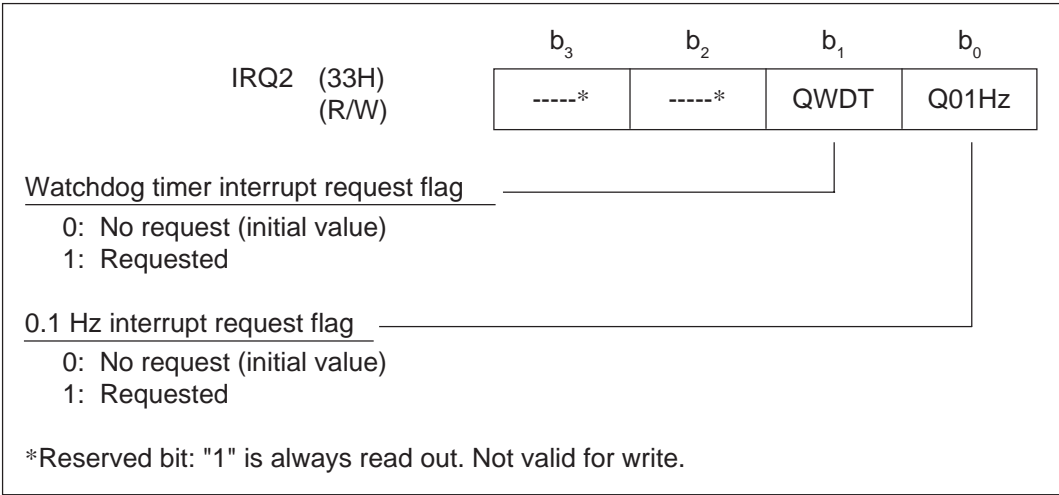 b3 b2 b1 b0
IRQ2 (33H) -----* -----* QWDT Q01Hz
(R/W)
Watchdog timer interrupt request flag
0: No request (initial value)
1: Requested
0.1 Hz interrupt request flag
0: No request (initial value)
1: Requested
*Reserved bit: "1" is always read out. Not valid for write.